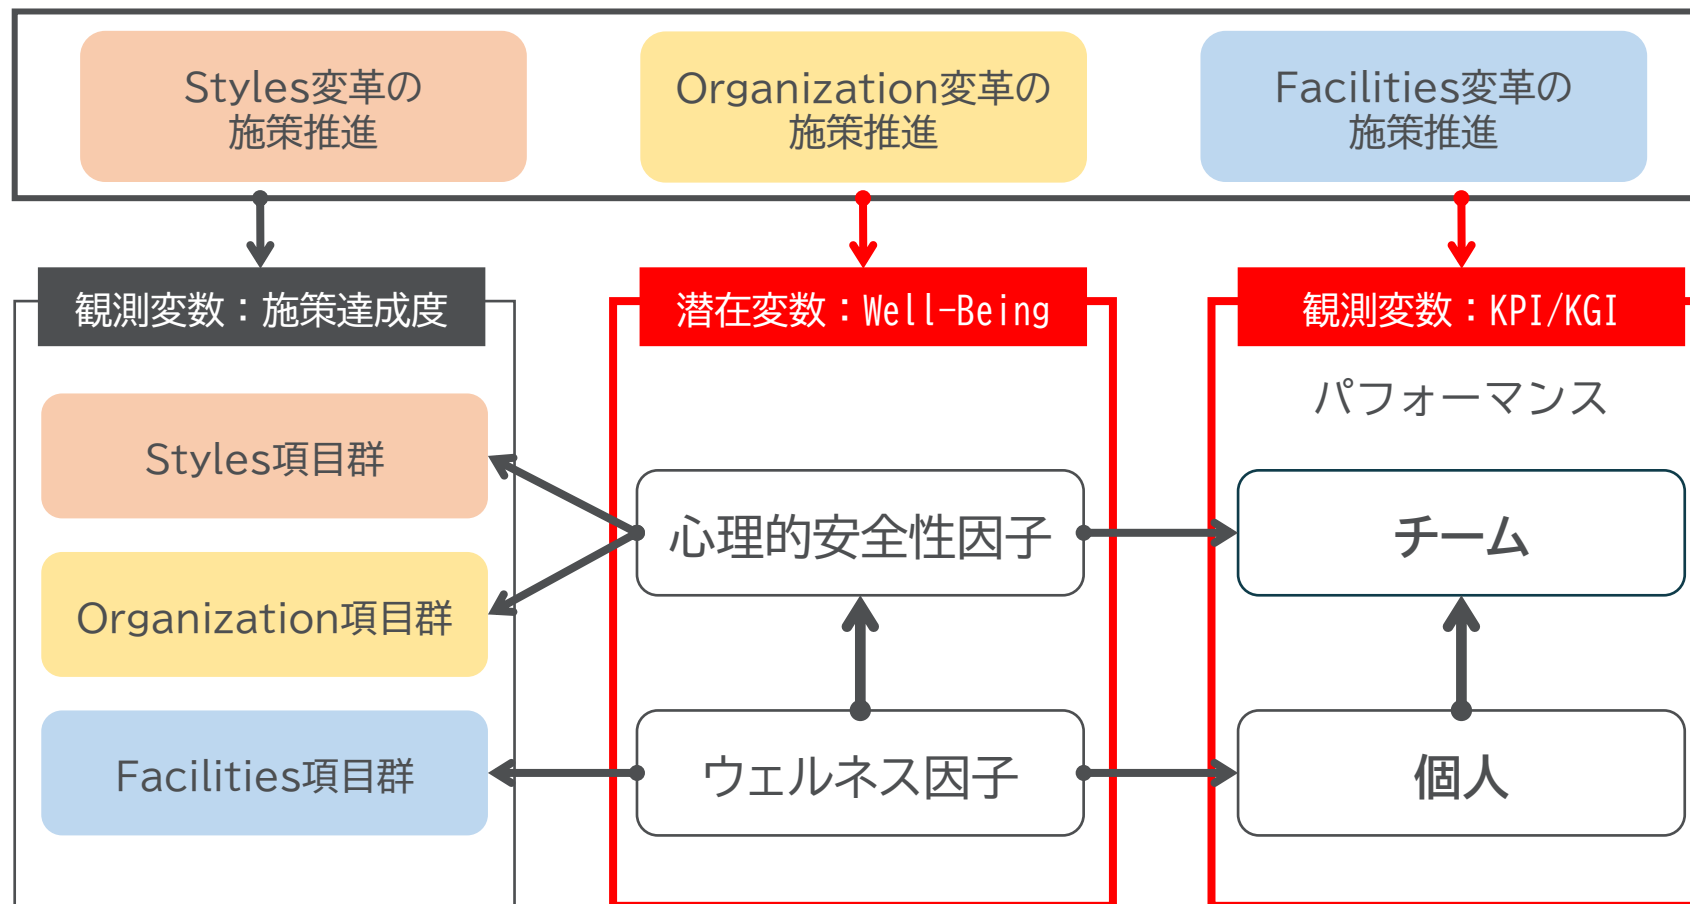 Styles変革の
施策推進
Organization変革の
施策推進
Facilities変革の
施策推進
観測変数：施策達成度
Styles項目群
Organization項目群
Facilities項目群
潜在変数：Well-Being
心理的安全性因子
ウェルネス因子
観測変数：KPI/KGI
パフォーマンス
チーム
個人